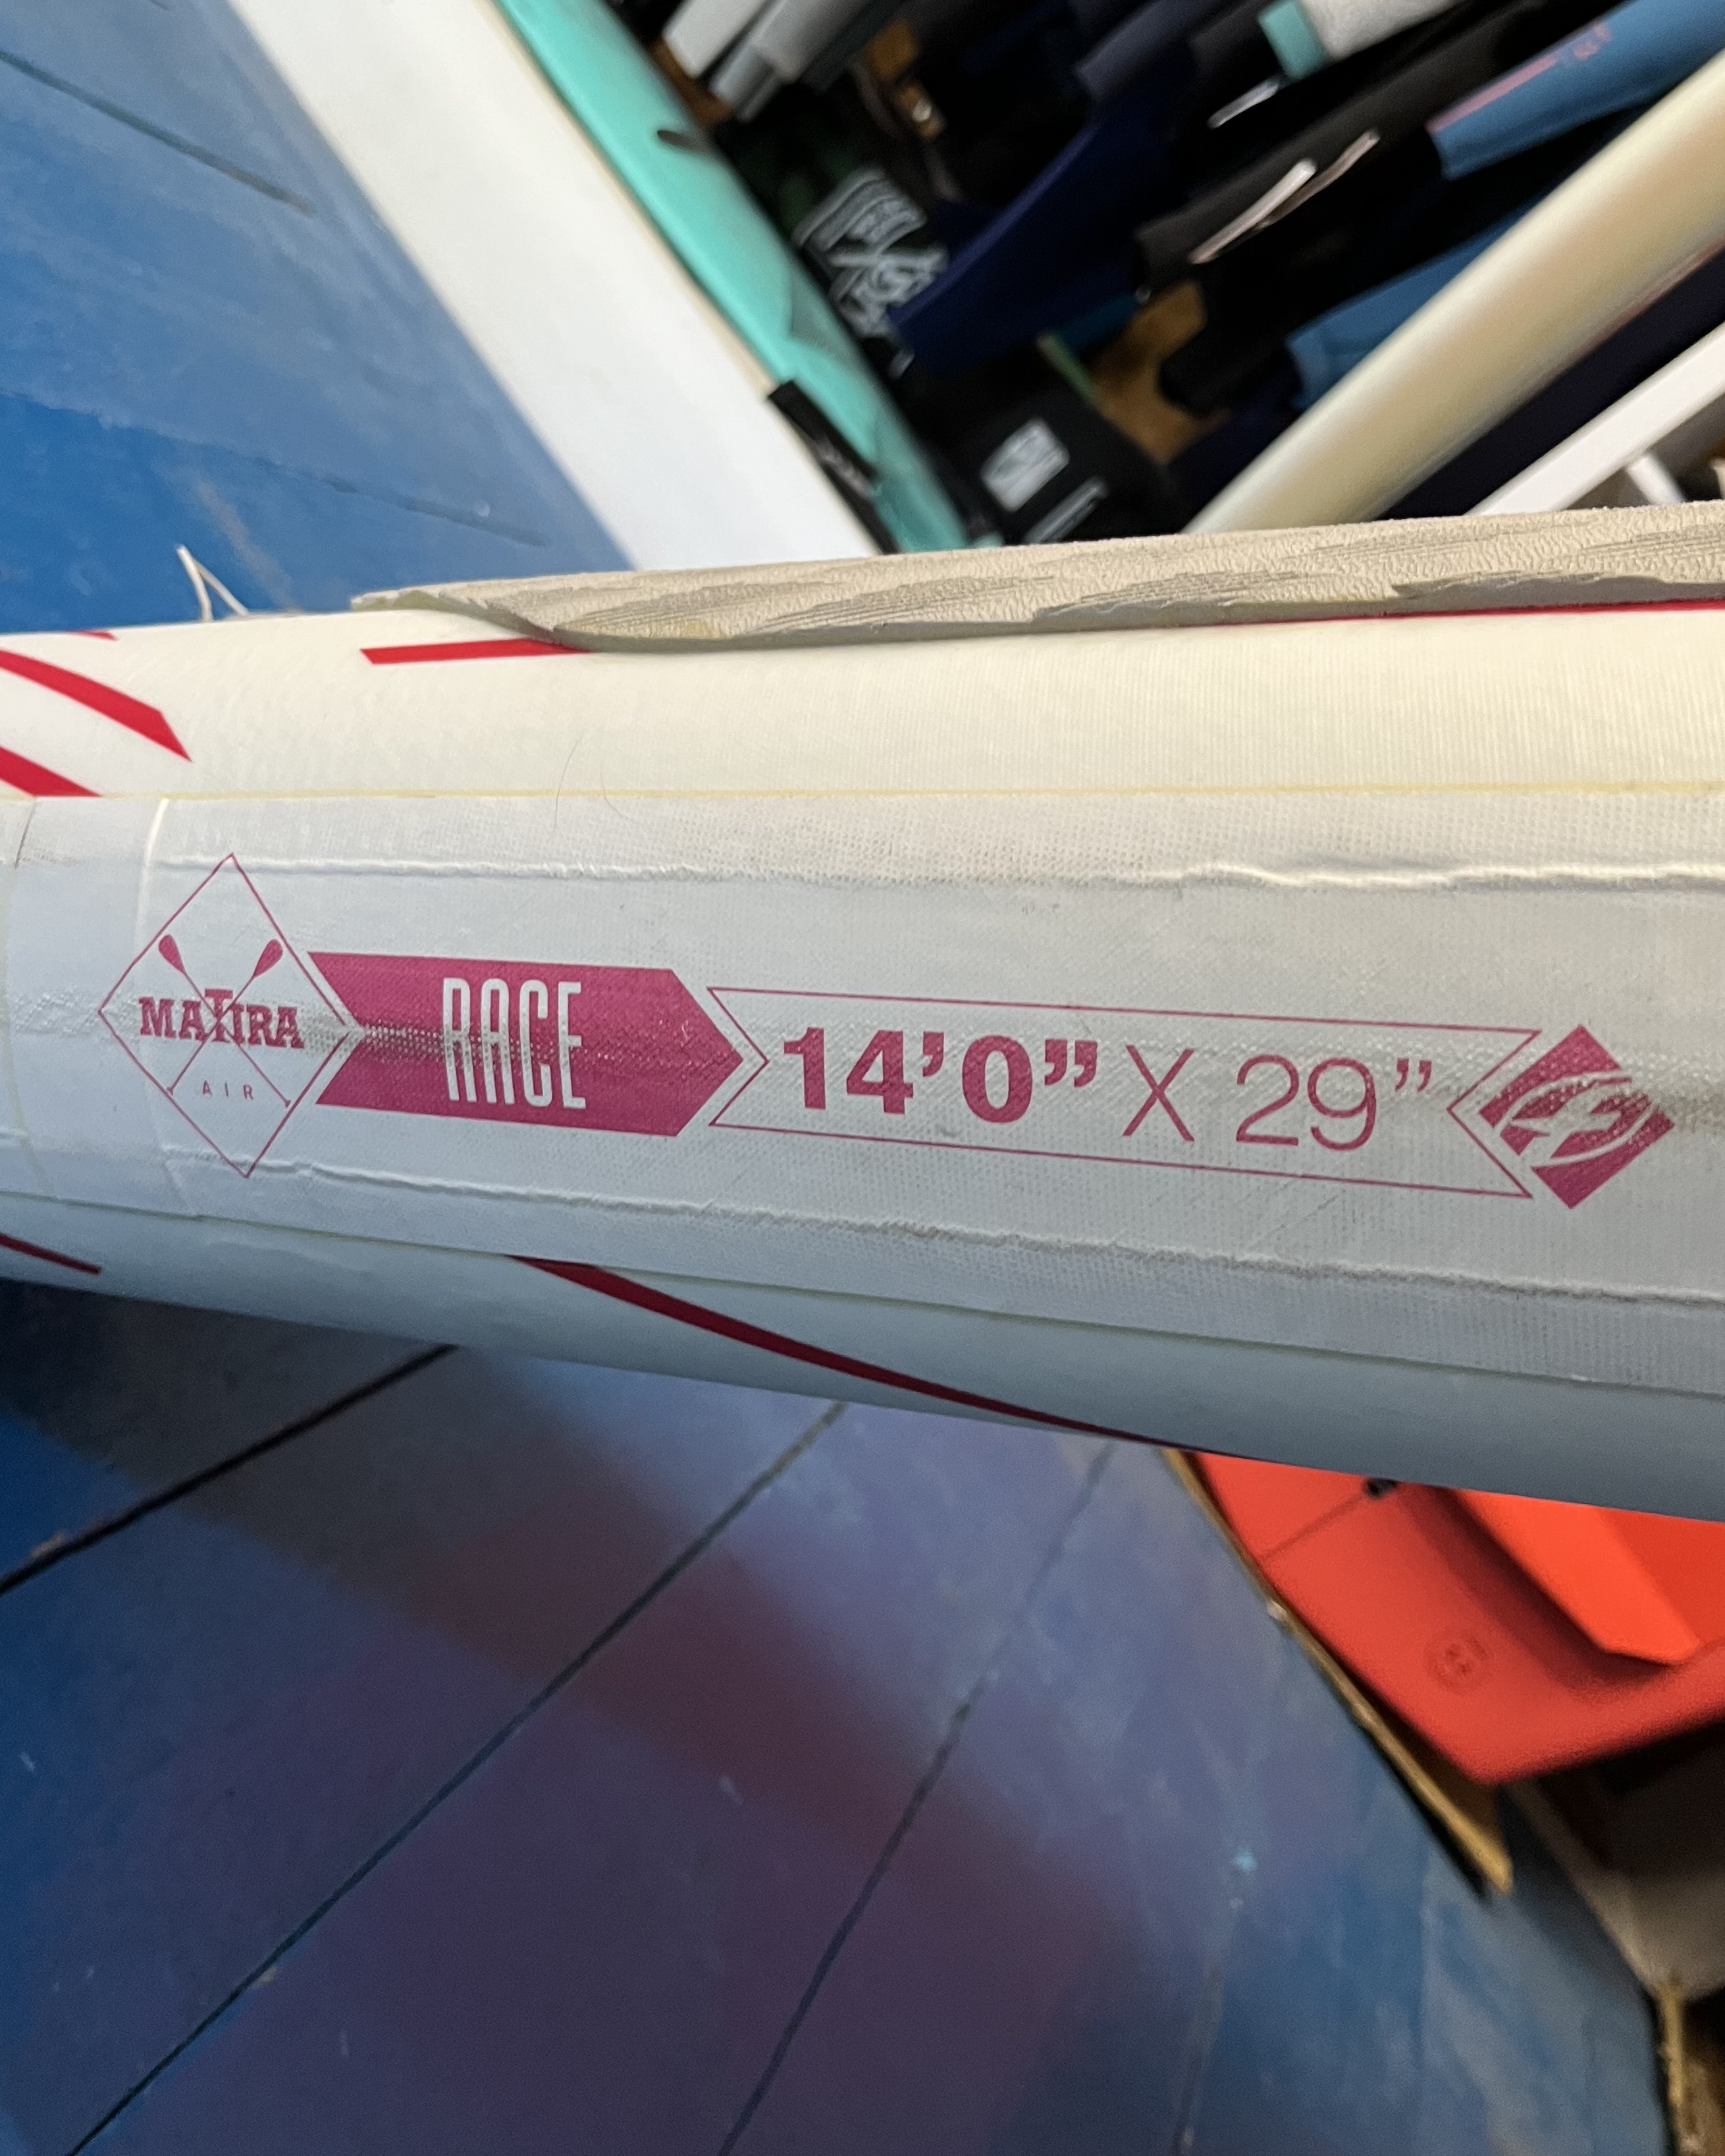 MATIRA
AIR
RACE
14’0” X 29”